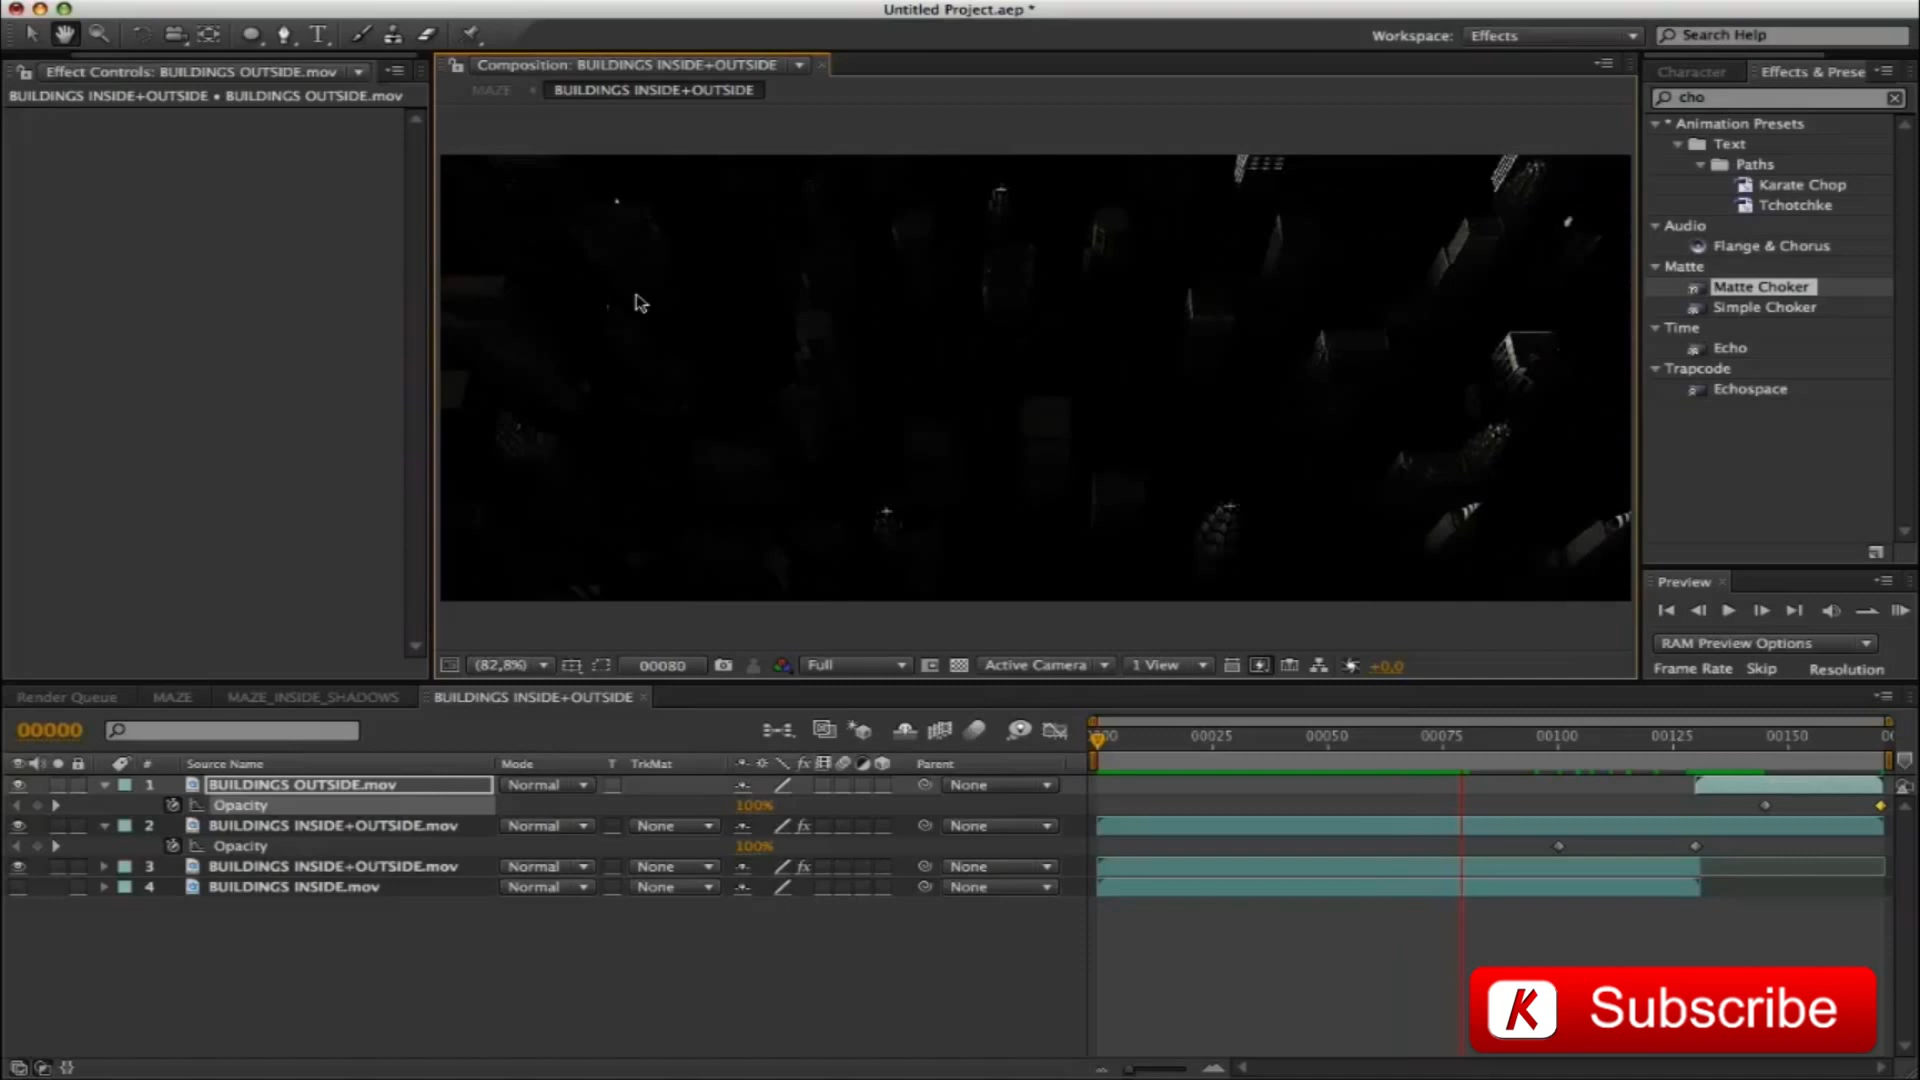 Untitled Project.aep *
Workspace: Effects
Search Help
Effect Controls: BUILDINGS OUTSIDE.mov
BUILDINGS INSIDE+OUTSIDE • BUILDINGS OUTSIDE.mov
Composition: BUILDINGS INSIDE+OUTSIDE
MAZE
BUILDINGS INSIDE+OUTSIDE
Character
Effects & Prese
cho
* Animation Presets
Text
Paths
Karate Chop
Tchotchke
Audio
Flange & Chorus
Matte
Matte Choker
Simple Choker
Time
Echo
Trapcode
Echospace
Preview
RAM Preview Options
Frame Rate Skip Resolution
(82,8%)
00080
Full
Active Camera
1 View
+0,0
Render Queue
MAZE
MAZE_INSIDE_SHADOWS
BUILDINGS INSIDE+OUTSIDE
00000
00025 00050 00075 00100 00125 00150
# Source Name Mode T TrkMat fx Parent
1 BUILDINGS OUTSIDE.mov Normal None
Opacity 100%
2 BUILDINGS INSIDE+OUTSIDE.mov Normal None fx None
Opacity 100%
3 BUILDINGS INSIDE+OUTSIDE.mov Normal None fx None
4 BUILDINGS INSIDE.mov Normal None None
K Subscribe